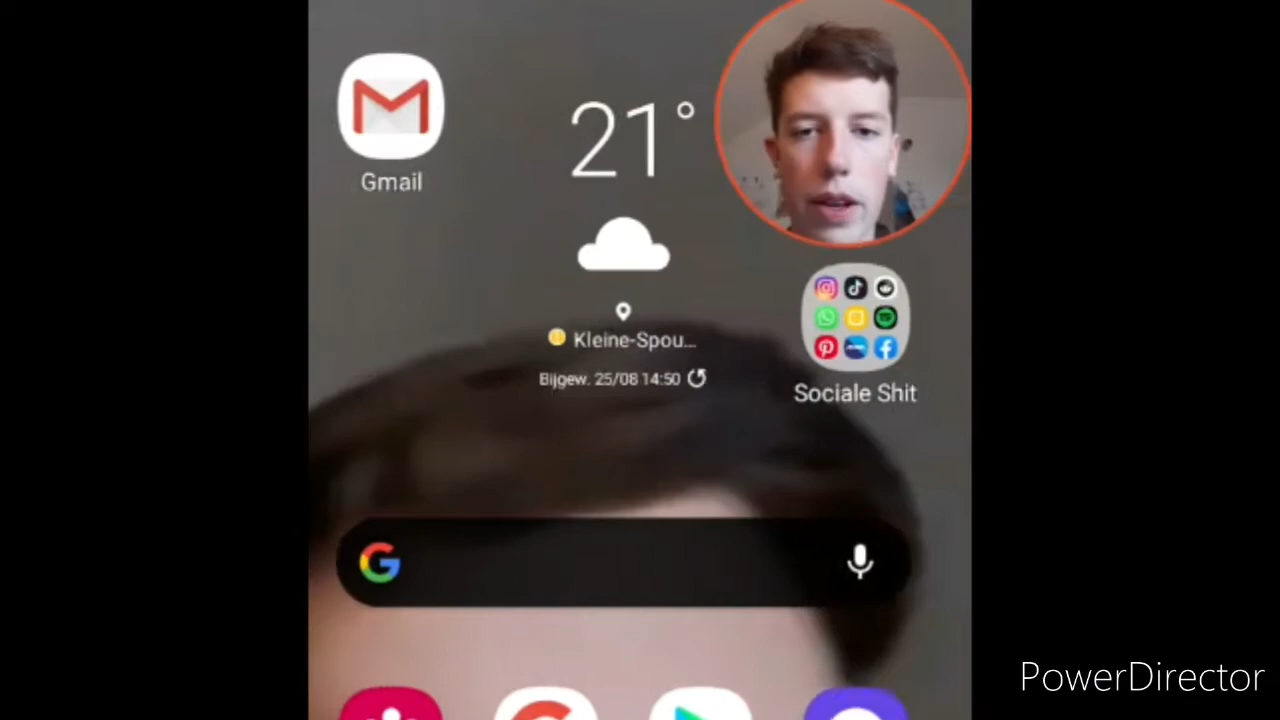 21°
Gmail
Kleine-Spou...
Bijgew. 25/08 14:50
Sociale Shit
PowerDirector